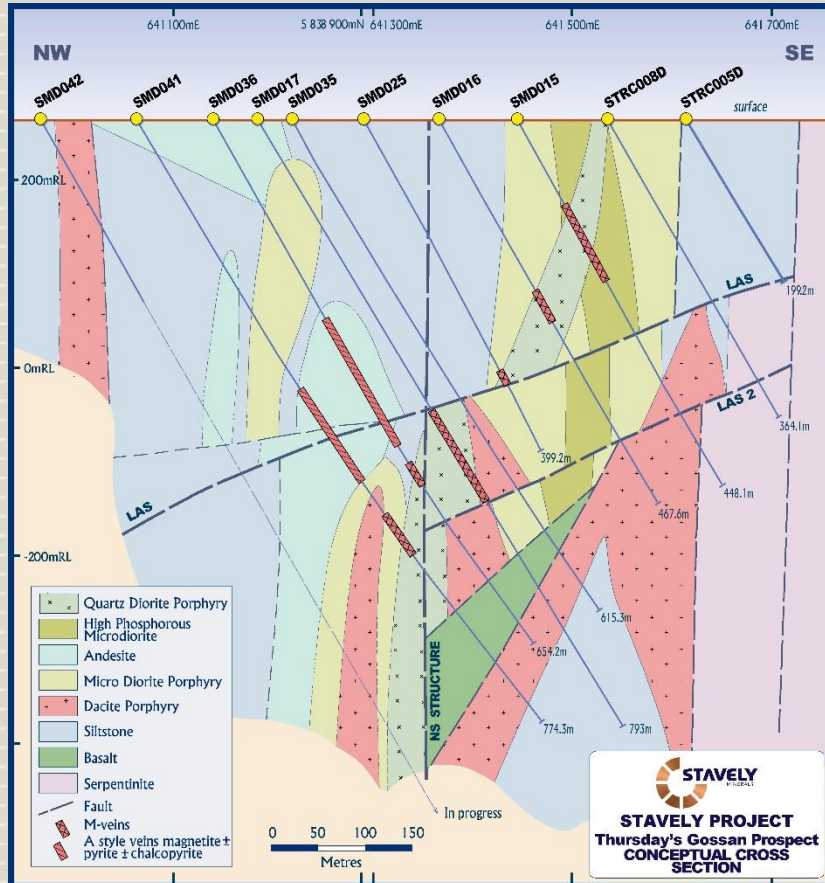 641 100mE
5 838 900mN
641 300mE
641 500mE
641 700mE
NW
SE
SMD042
SMD041
SMD036
SMD017
SMD035
SMD025
SMD016
SMD015
STRC008D
STRC005D
surface
200mRL
0mRL
-200mRL
LAS
LAS 2
LAS
NS STRUCTURE
199.2m
364.1m
448.1m
467.6m
399.2m
615.3m
654.2m
793m
774.3m
In progress
Quartz Diorite Porphyry
High Phosphorous
Microdiorite
Andesite
Micro Diorite Porphyry
Dacite Porphyry
Siltstone
Basalt
Serpentinite
Fault
M-veins
A style veins magnetite ±
pyrite ± chalcopyrite
0 50 100 150
Metres
STAVELY
MINERALS
STAVELY PROJECT
Thursday's Gossan Prospect
CONCEPTUAL CROSS
SECTION